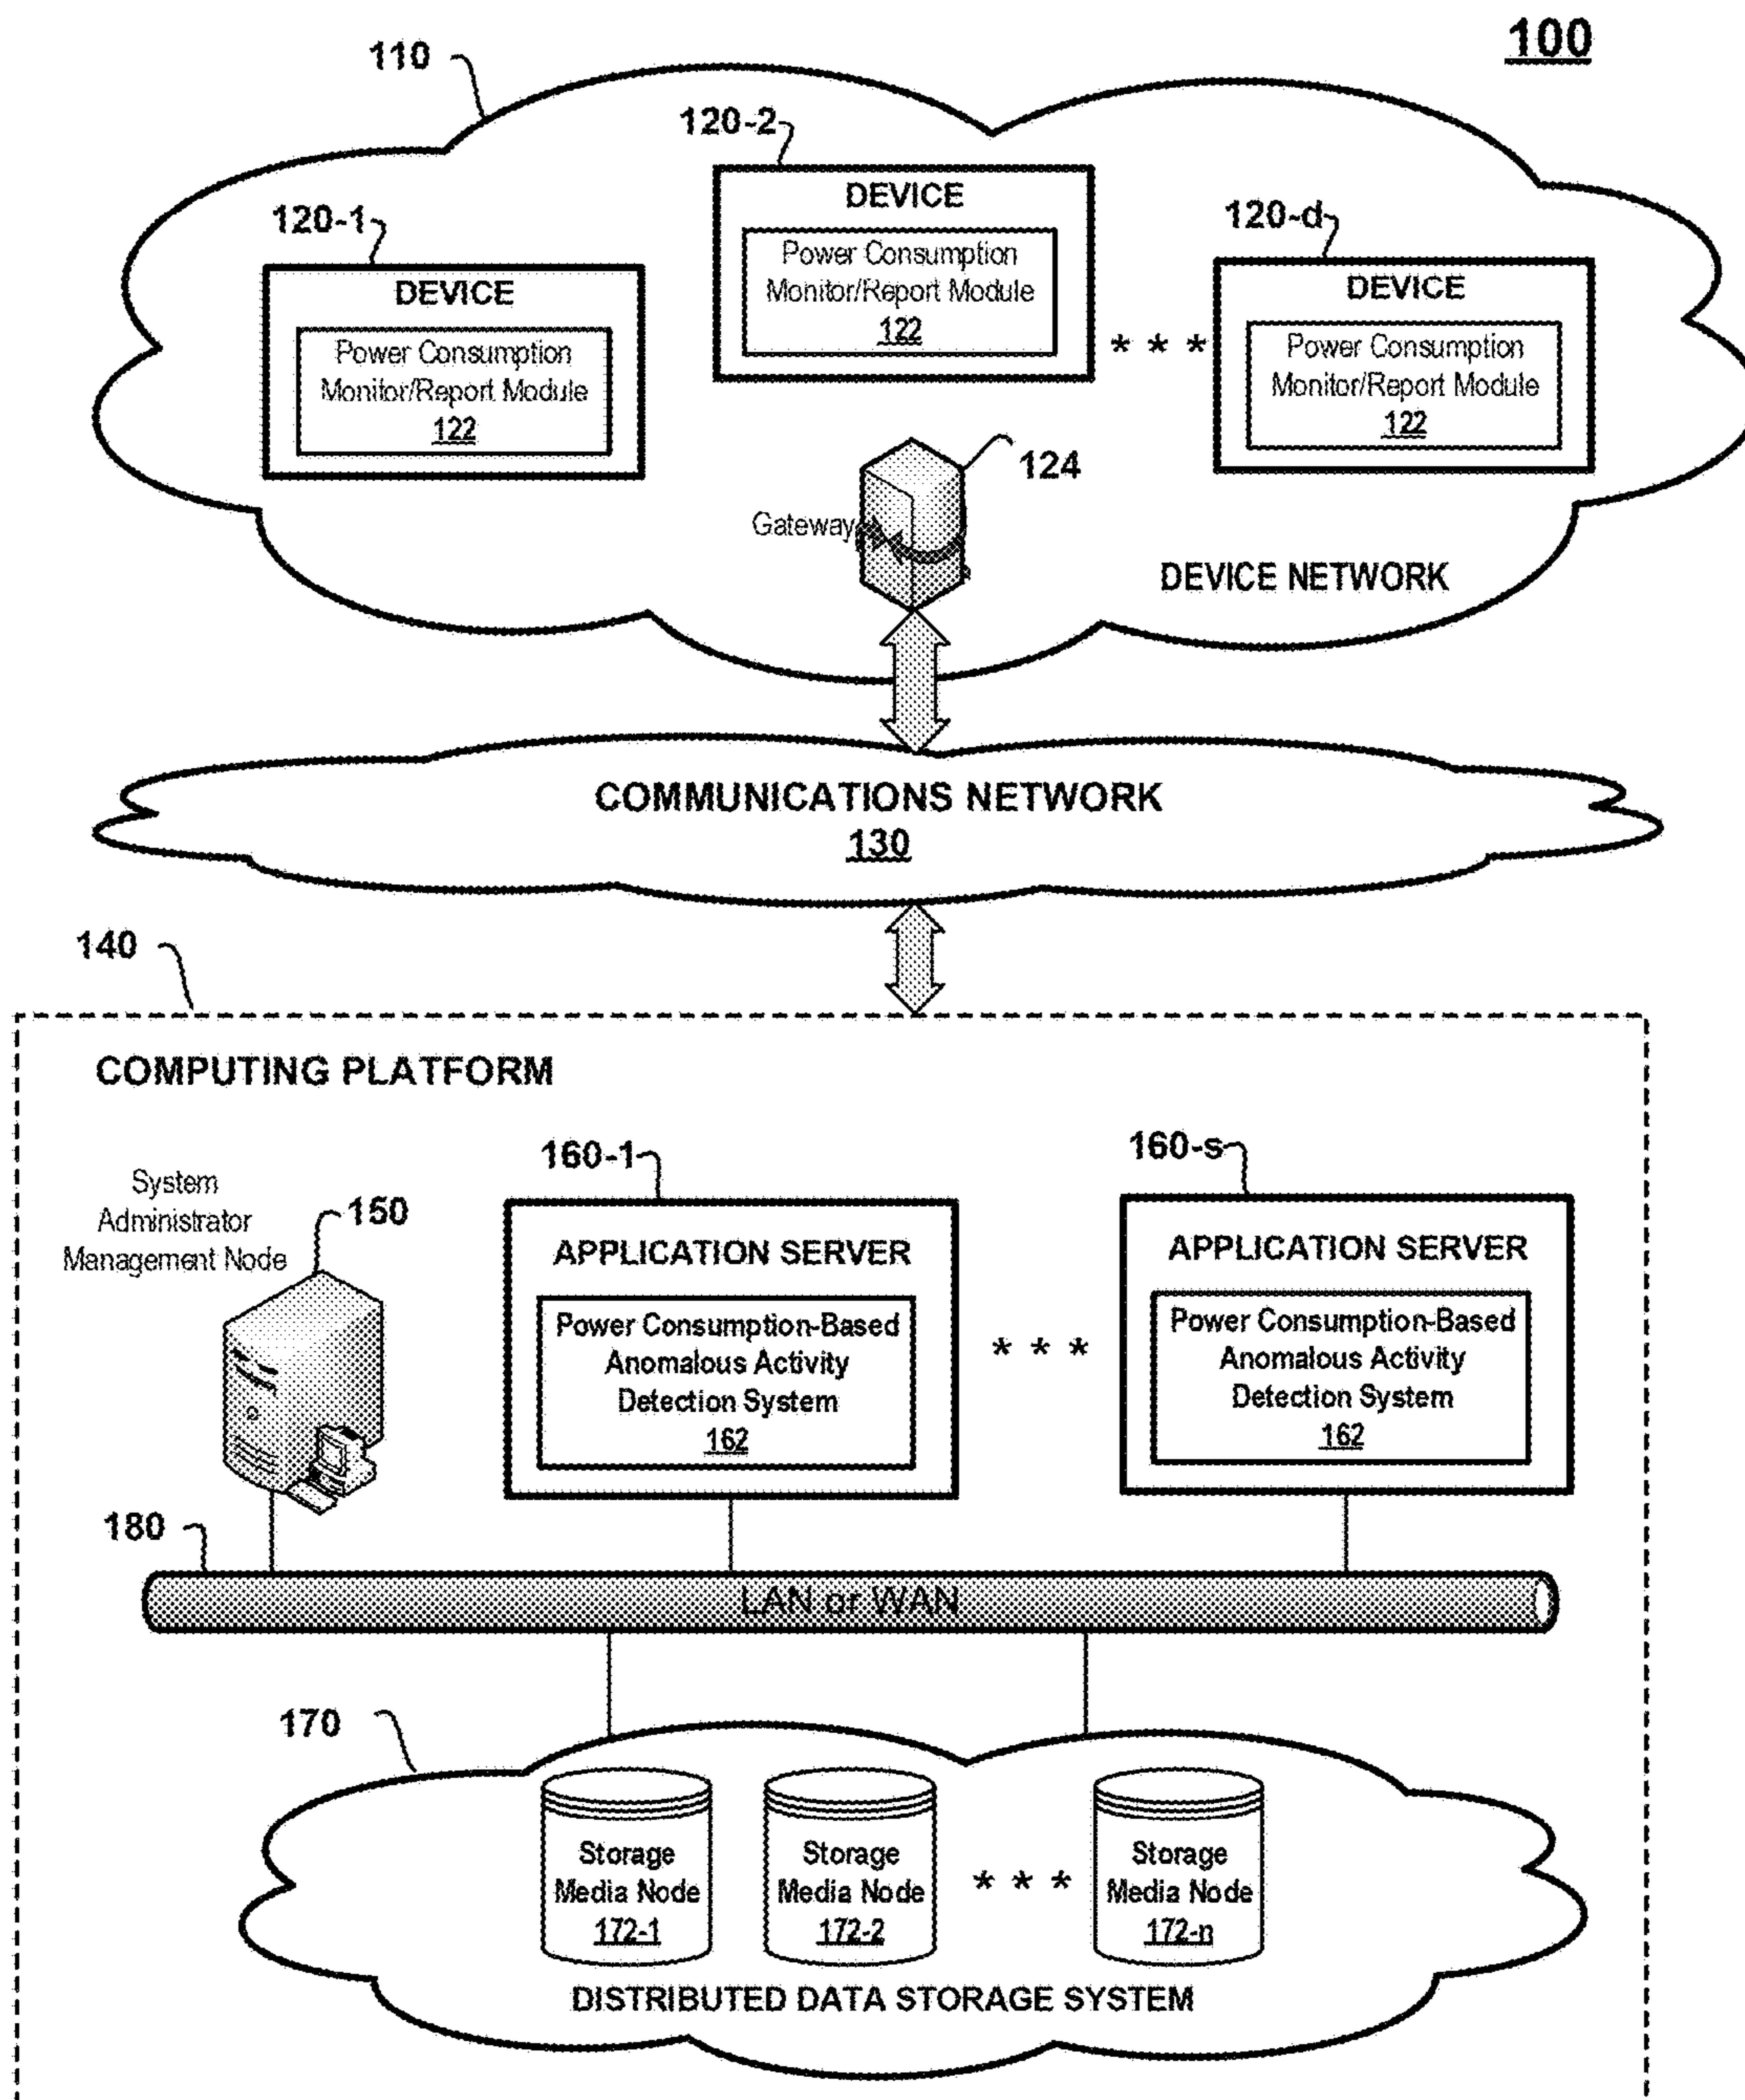 100
110
120-2
DEVICE
Power Consumption
Monitor/Report Module
122
120-1
DEVICE
Power Consumption
Monitor/Report Module
122
120-d
DEVICE
Power Consumption
Monitor/Report Module
122
* * *
124
Gateway
DEVICE NETWORK
COMMUNICATIONS NETWORK
130
140
COMPUTING PLATFORM
System
Administrator
Management Node
150
160-1
APPLICATION SERVER
Power Consumption-Based
Anomalous Activity
Detection System
162
* * *
160-s
APPLICATION SERVER
Power Consumption-Based
Anomalous Activity
Detection System
162
180
LAN or WAN
170
Storage
Media Node
172-1
Storage
Media Node
172-2
* * *
Storage
Media Node
172-n
DISTRIBUTED DATA STORAGE SYSTEM